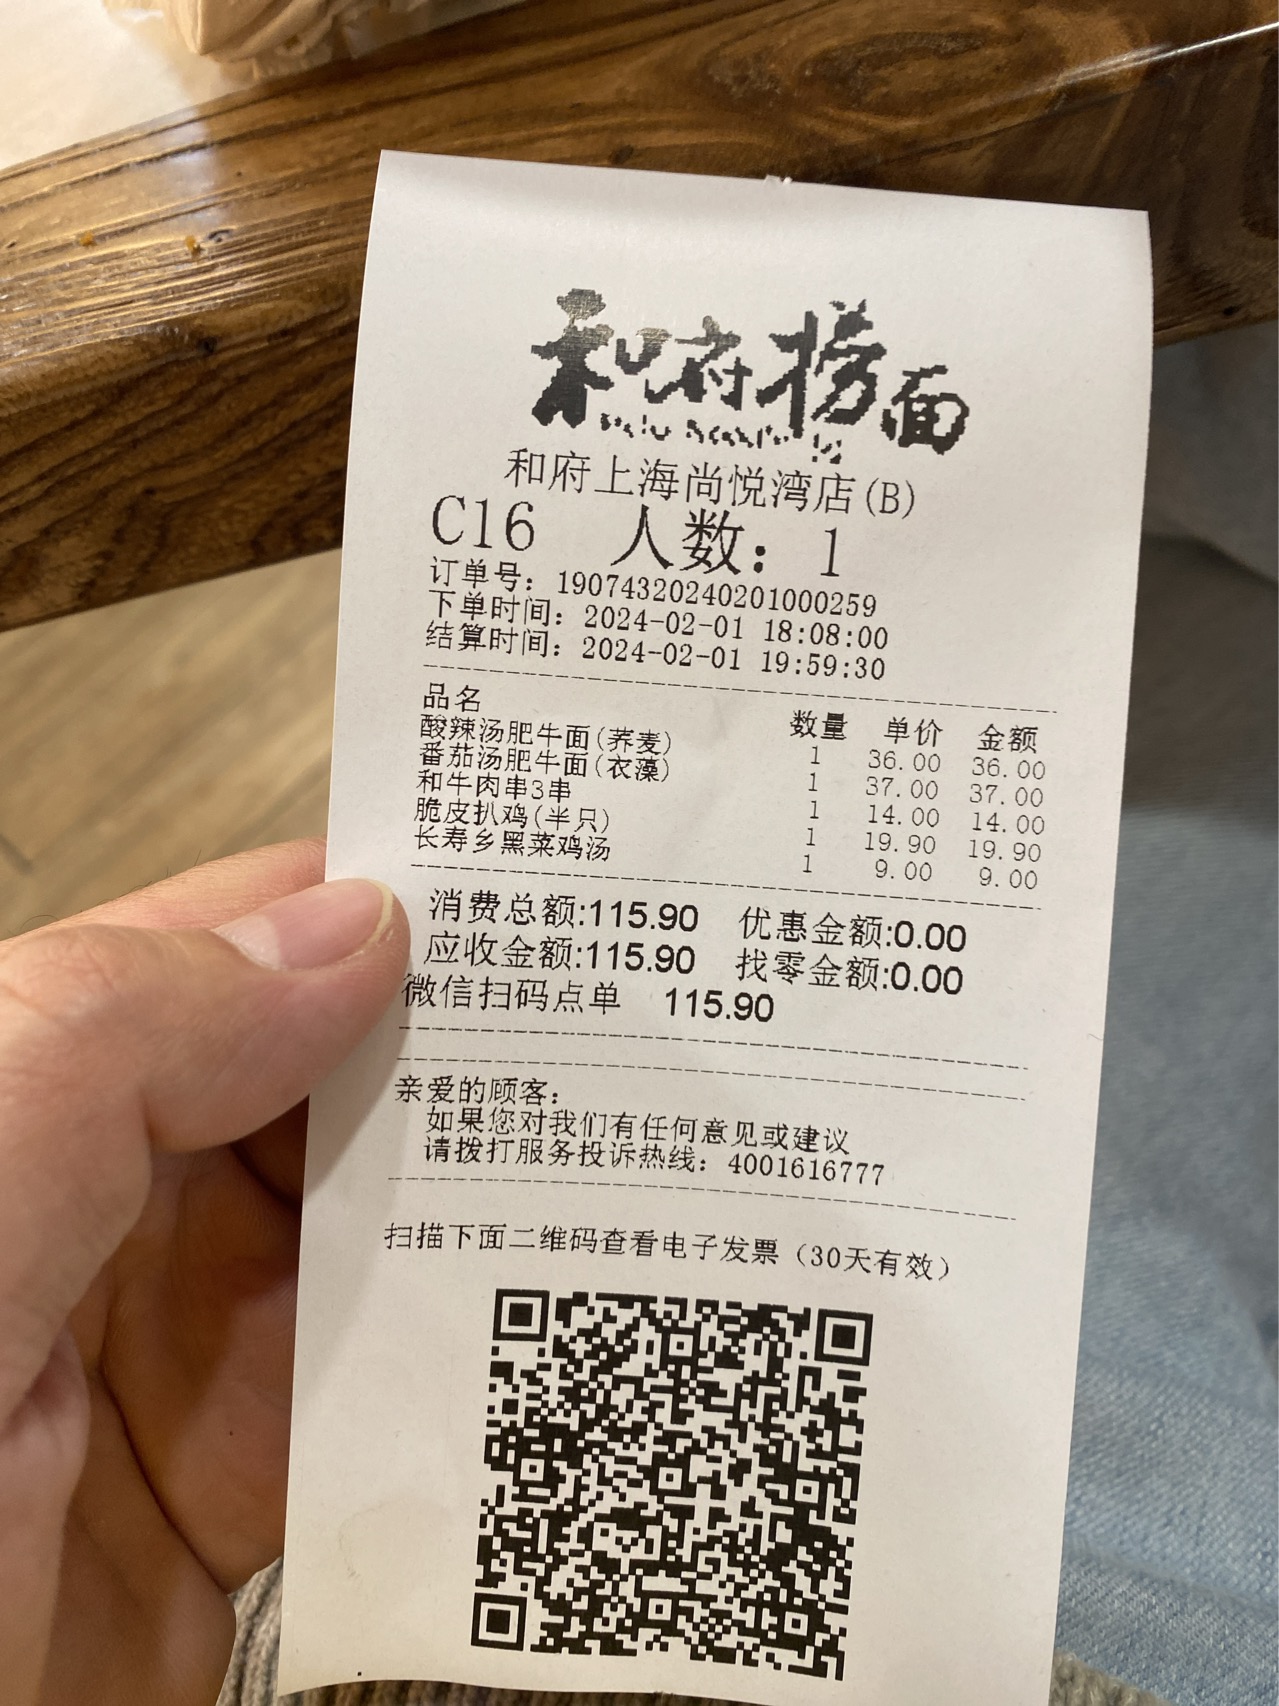 和府捞面
和府上海尚悦湾店(B)
C16 人数：1
订单号：19074320240201000259
下单时间：2024-02-01 18:08:00
结算时间：2024-02-01 19:59:30
品名 数量 单价 金额
酸辣汤肥牛面(荞麦) 1 36.00 36.00
番茄汤肥牛面(衣藻) 1 37.00 37.00
和牛肉串3串 1 14.00 14.00
脆皮扒鸡(半只) 1 19.90 19.90
长寿乡黑菜鸡汤 1 9.00 9.00
消费总额:115.90 优惠金额:0.00
应收金额:115.90 找零金额:0.00
微信扫码点单 115.90
亲爱的顾客：
如果您对我们有任何意见或建议
请拨打服务投诉热线：4001616777
扫描下面二维码查看电子发票（30天有效）